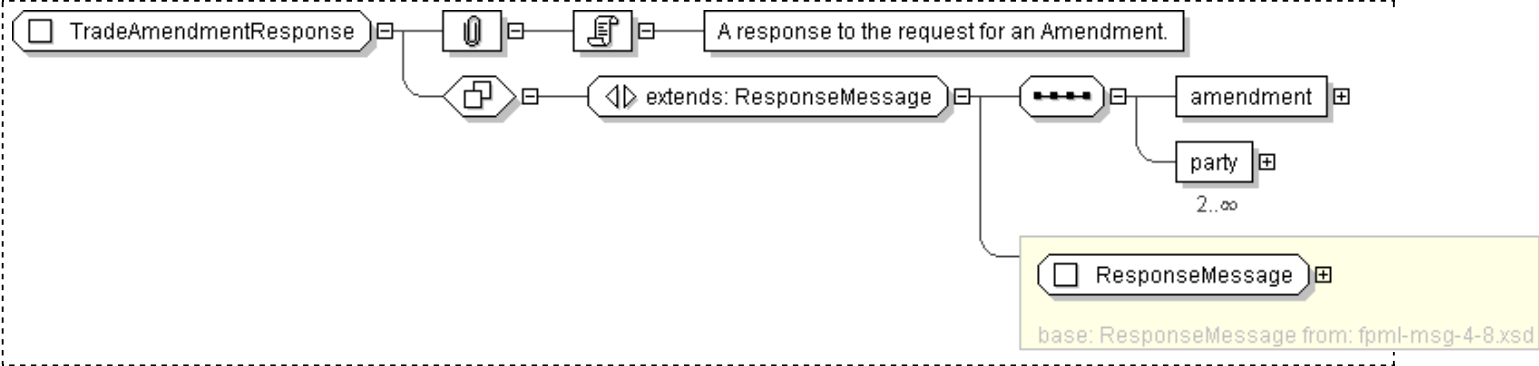 TradeAmendmentResponse
A response to the request for an Amendment.
extends: ResponseMessage
amendment
party
2..∞
ResponseMessage
base: ResponseMessage from: fpml-msg-4-8.xsd